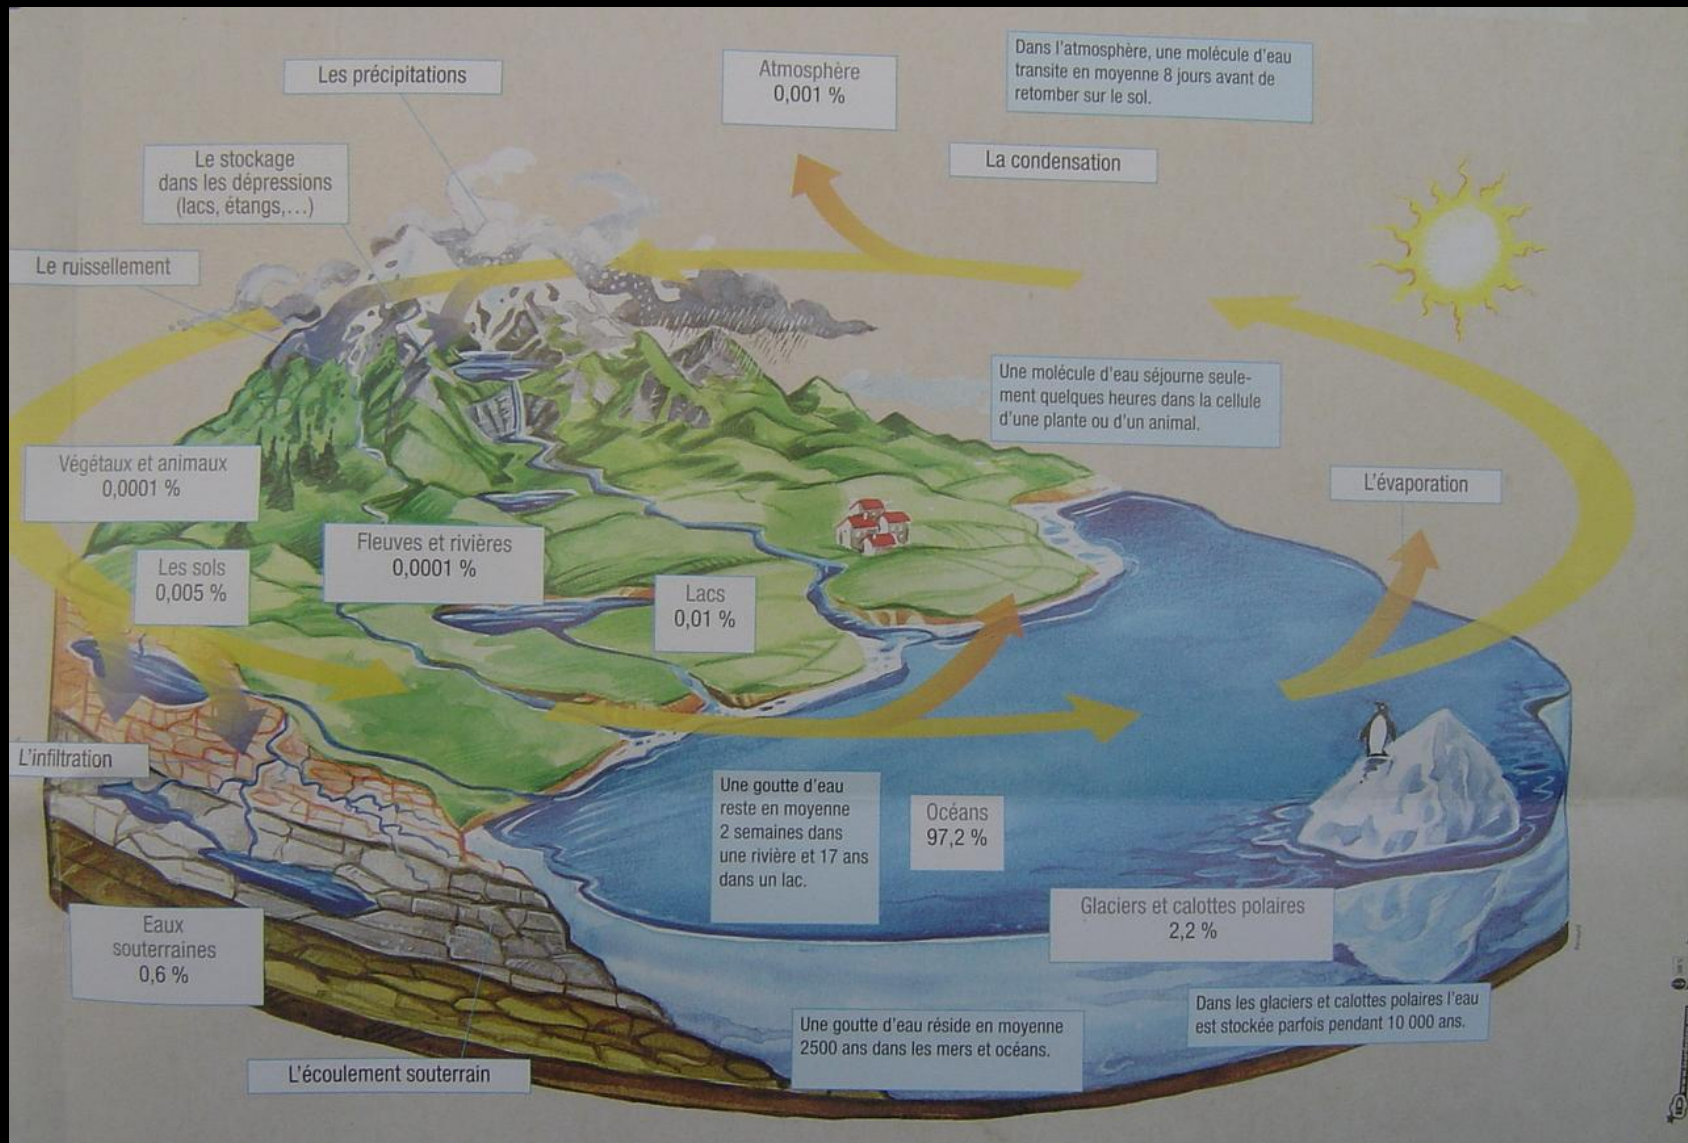 Les précipitations
Atmosphère
0,001 %
Dans l'atmosphère, une molécule d'eau
transite en moyenne 8 jours avant de
retomber sur le sol.
Le stockage
dans les dépressions
(lacs, étangs,...)
La condensation
Le ruissellement
Une molécule d'eau séjourne seule-
ment quelques heures dans la cellule
d'une plante ou d'un animal.
Végétaux et animaux
0,0001 %
L'évaporation
Fleuves et rivières
0,0001 %
Les sols
0,005 %
Lacs
0,01 %
L'infiltration
Une goutte d'eau
reste en moyenne
2 semaines dans
une rivière et 17 ans
dans un lac.
Océans
97,2 %
Glaciers et calottes polaires
2,2 %
Eaux
souterraines
0,6 %
Dans les glaciers et calottes polaires l'eau
est stockée parfois pendant 10 000 ans.
Une goutte d'eau réside en moyenne
2500 ans dans les mers et océans.
L'écoulement souterrain